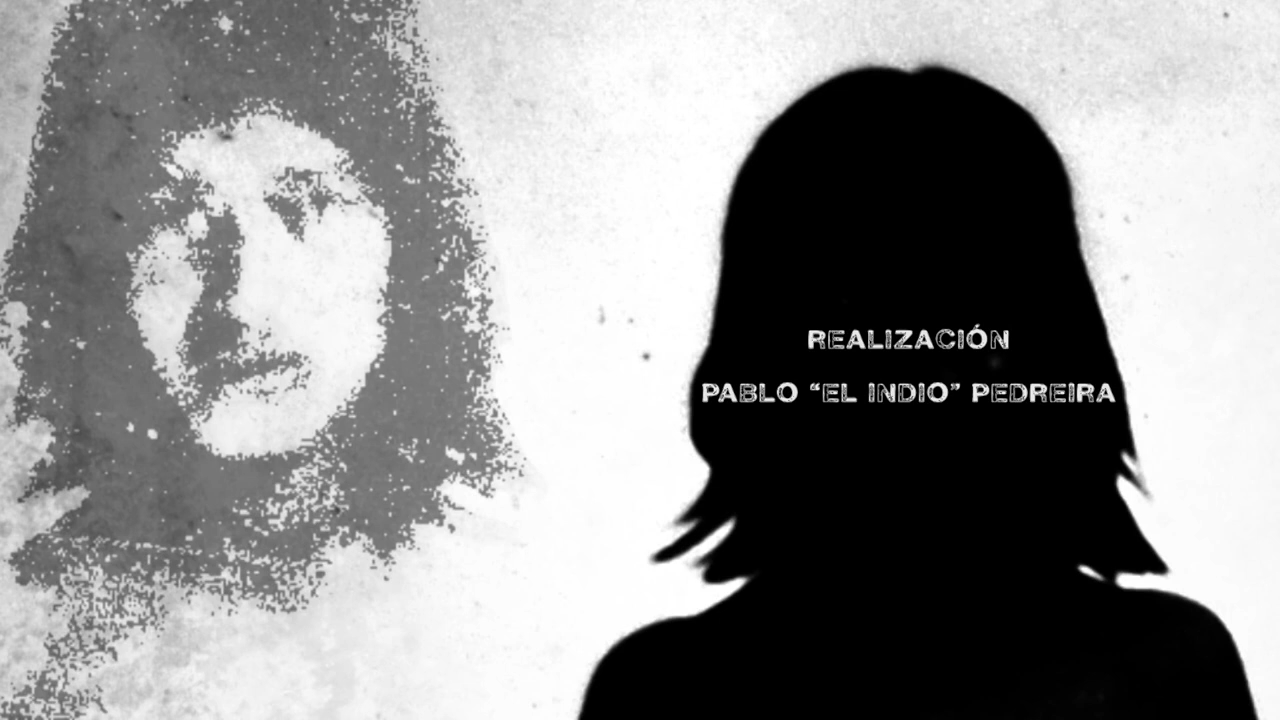 REALIZACIÓN
PABLO “EL INDIO” PEDREIRA